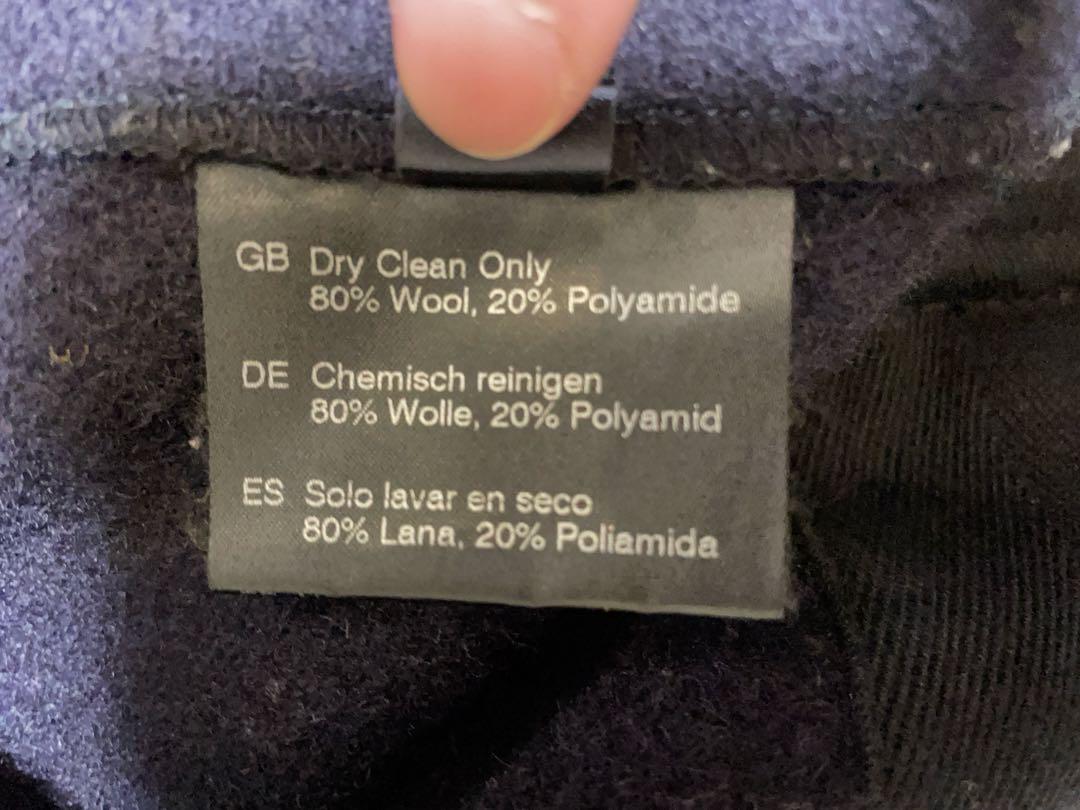 GB Dry Clean Only
80% Wool, 20% Polyamide
DE Chemisch reinigen
80% Wolle, 20% Polyamid
ES Solo lavar en seco
80% Lana, 20% Poliamida